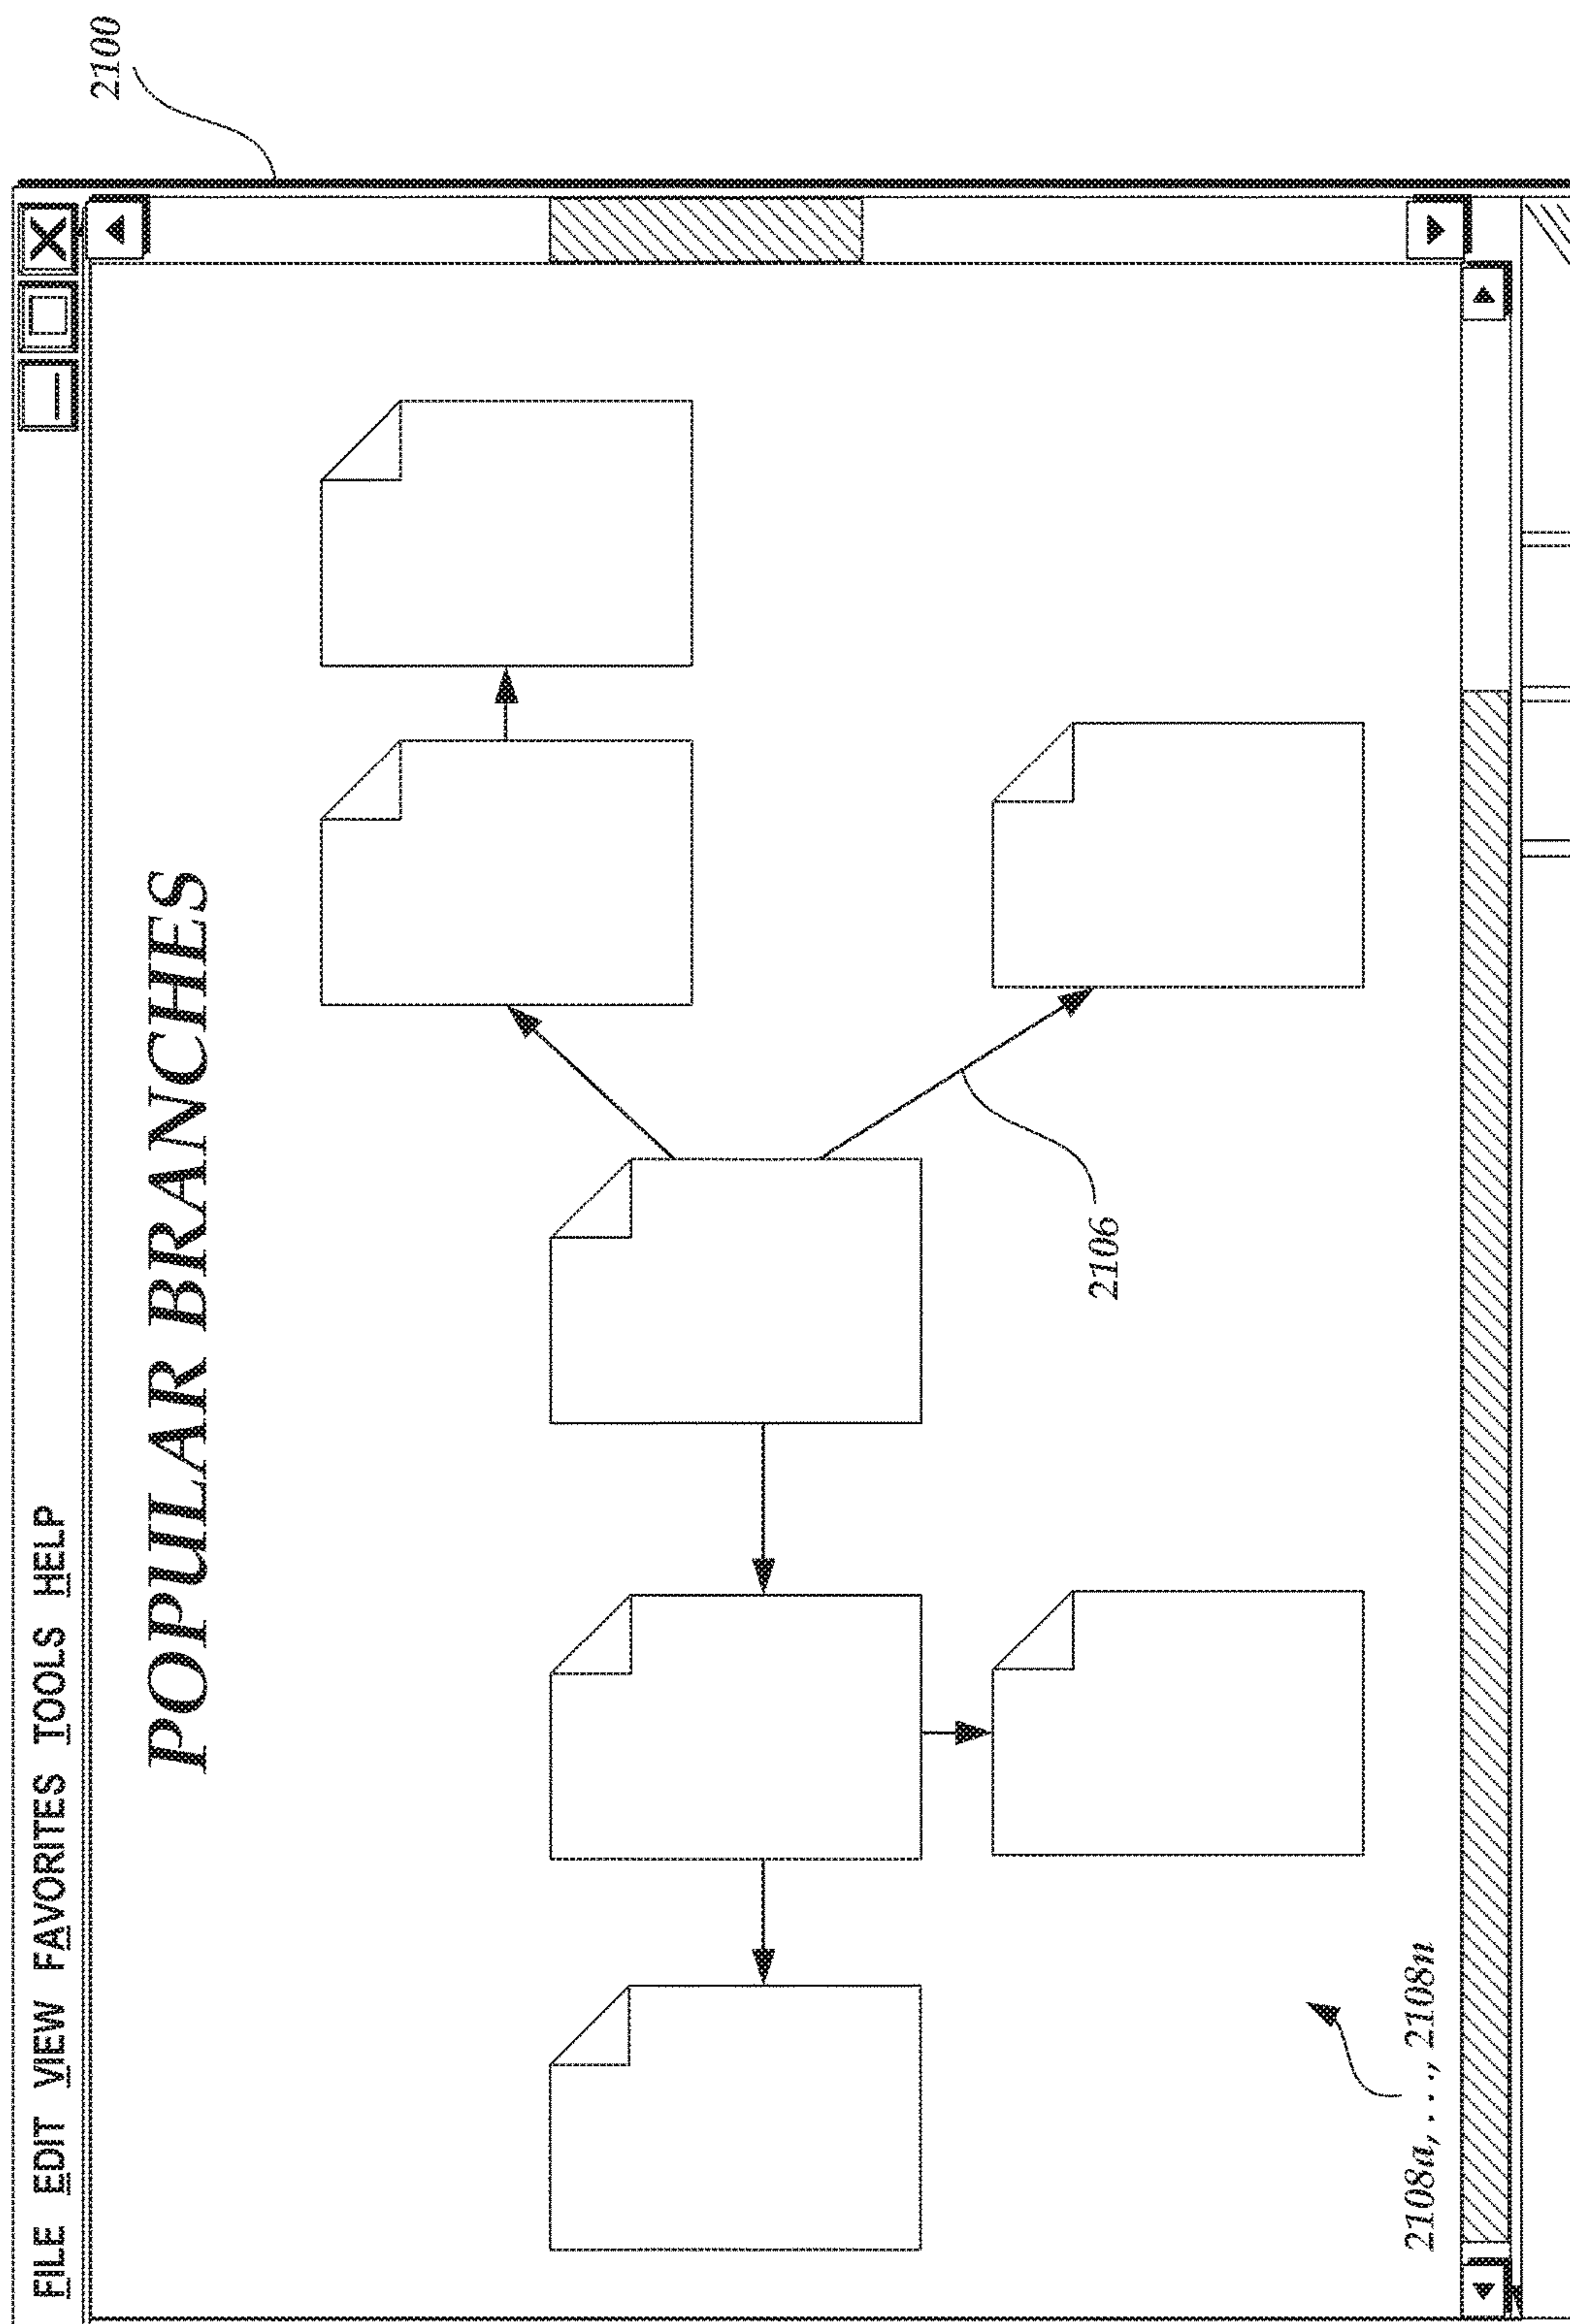 2100
FILE EDIT VIEW FAVORITES TOOLS HELP
POPULAR BRANCHES
2106
2108a, . . ., 2108n